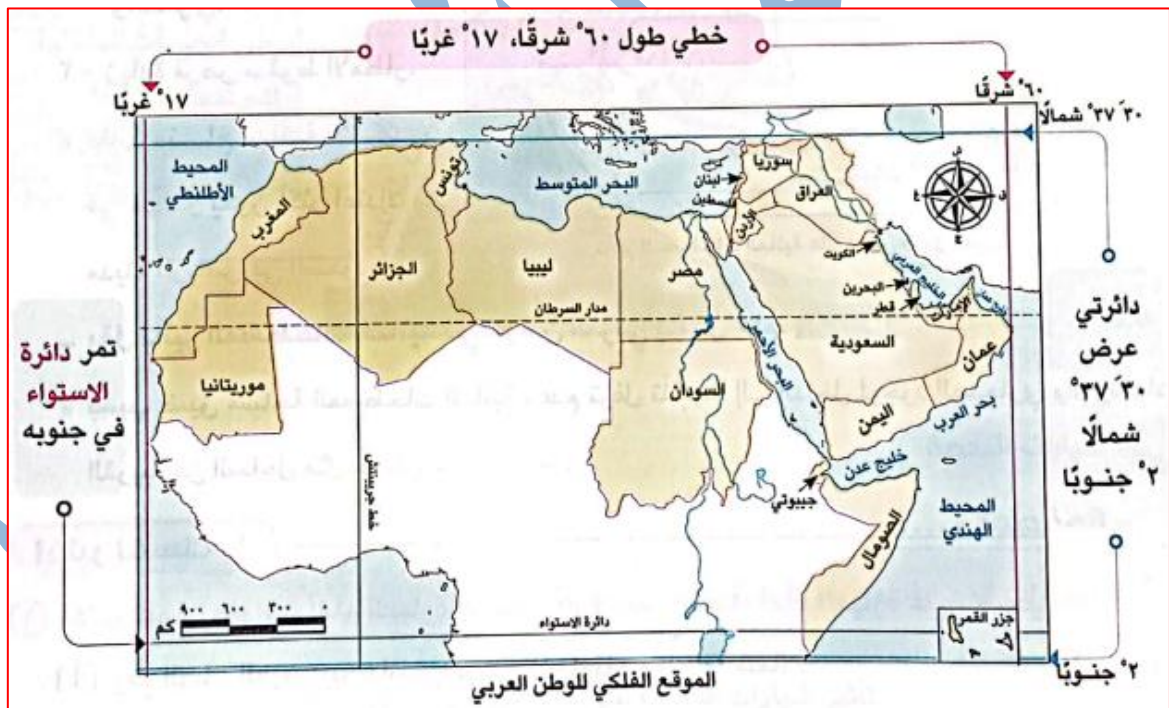 خطي طول ٦٠° شرقًا، ١٧° غربًا
٦٠° شرقًا
١٧° غربًا
٣٠َ ٣٧° شمالًا
المحيط
الأطلنطي
البحر المتوسط
سوريا
لبنان
فلسطين
العراق
الأردن
تونس
المغرب
الجزائر
ليبيا
مصر
الكويت
الخليج العربي
البحرين
قطر
الإمارات
خليج عمان
مدار السرطان
السعودية
عمان
البحر الأحمر
موريتانيا
السودان
اليمن
بحر العرب
خليج عدن
جيبوتي
الصومال
المحيط
الهندي
خط جرينتش
دائرتي
عرض
٣٠َ ٣٧°
شمالًا
٢° جنوبًا
تمر دائرة
الاستواء
في جنوبه
جزر القمر
دائرة الاستواء
٩٠٠ ٦٠٠ ٣٠٠ ٠
كم
٢° جنوبًا
الموقع الفلكي للوطن العربي